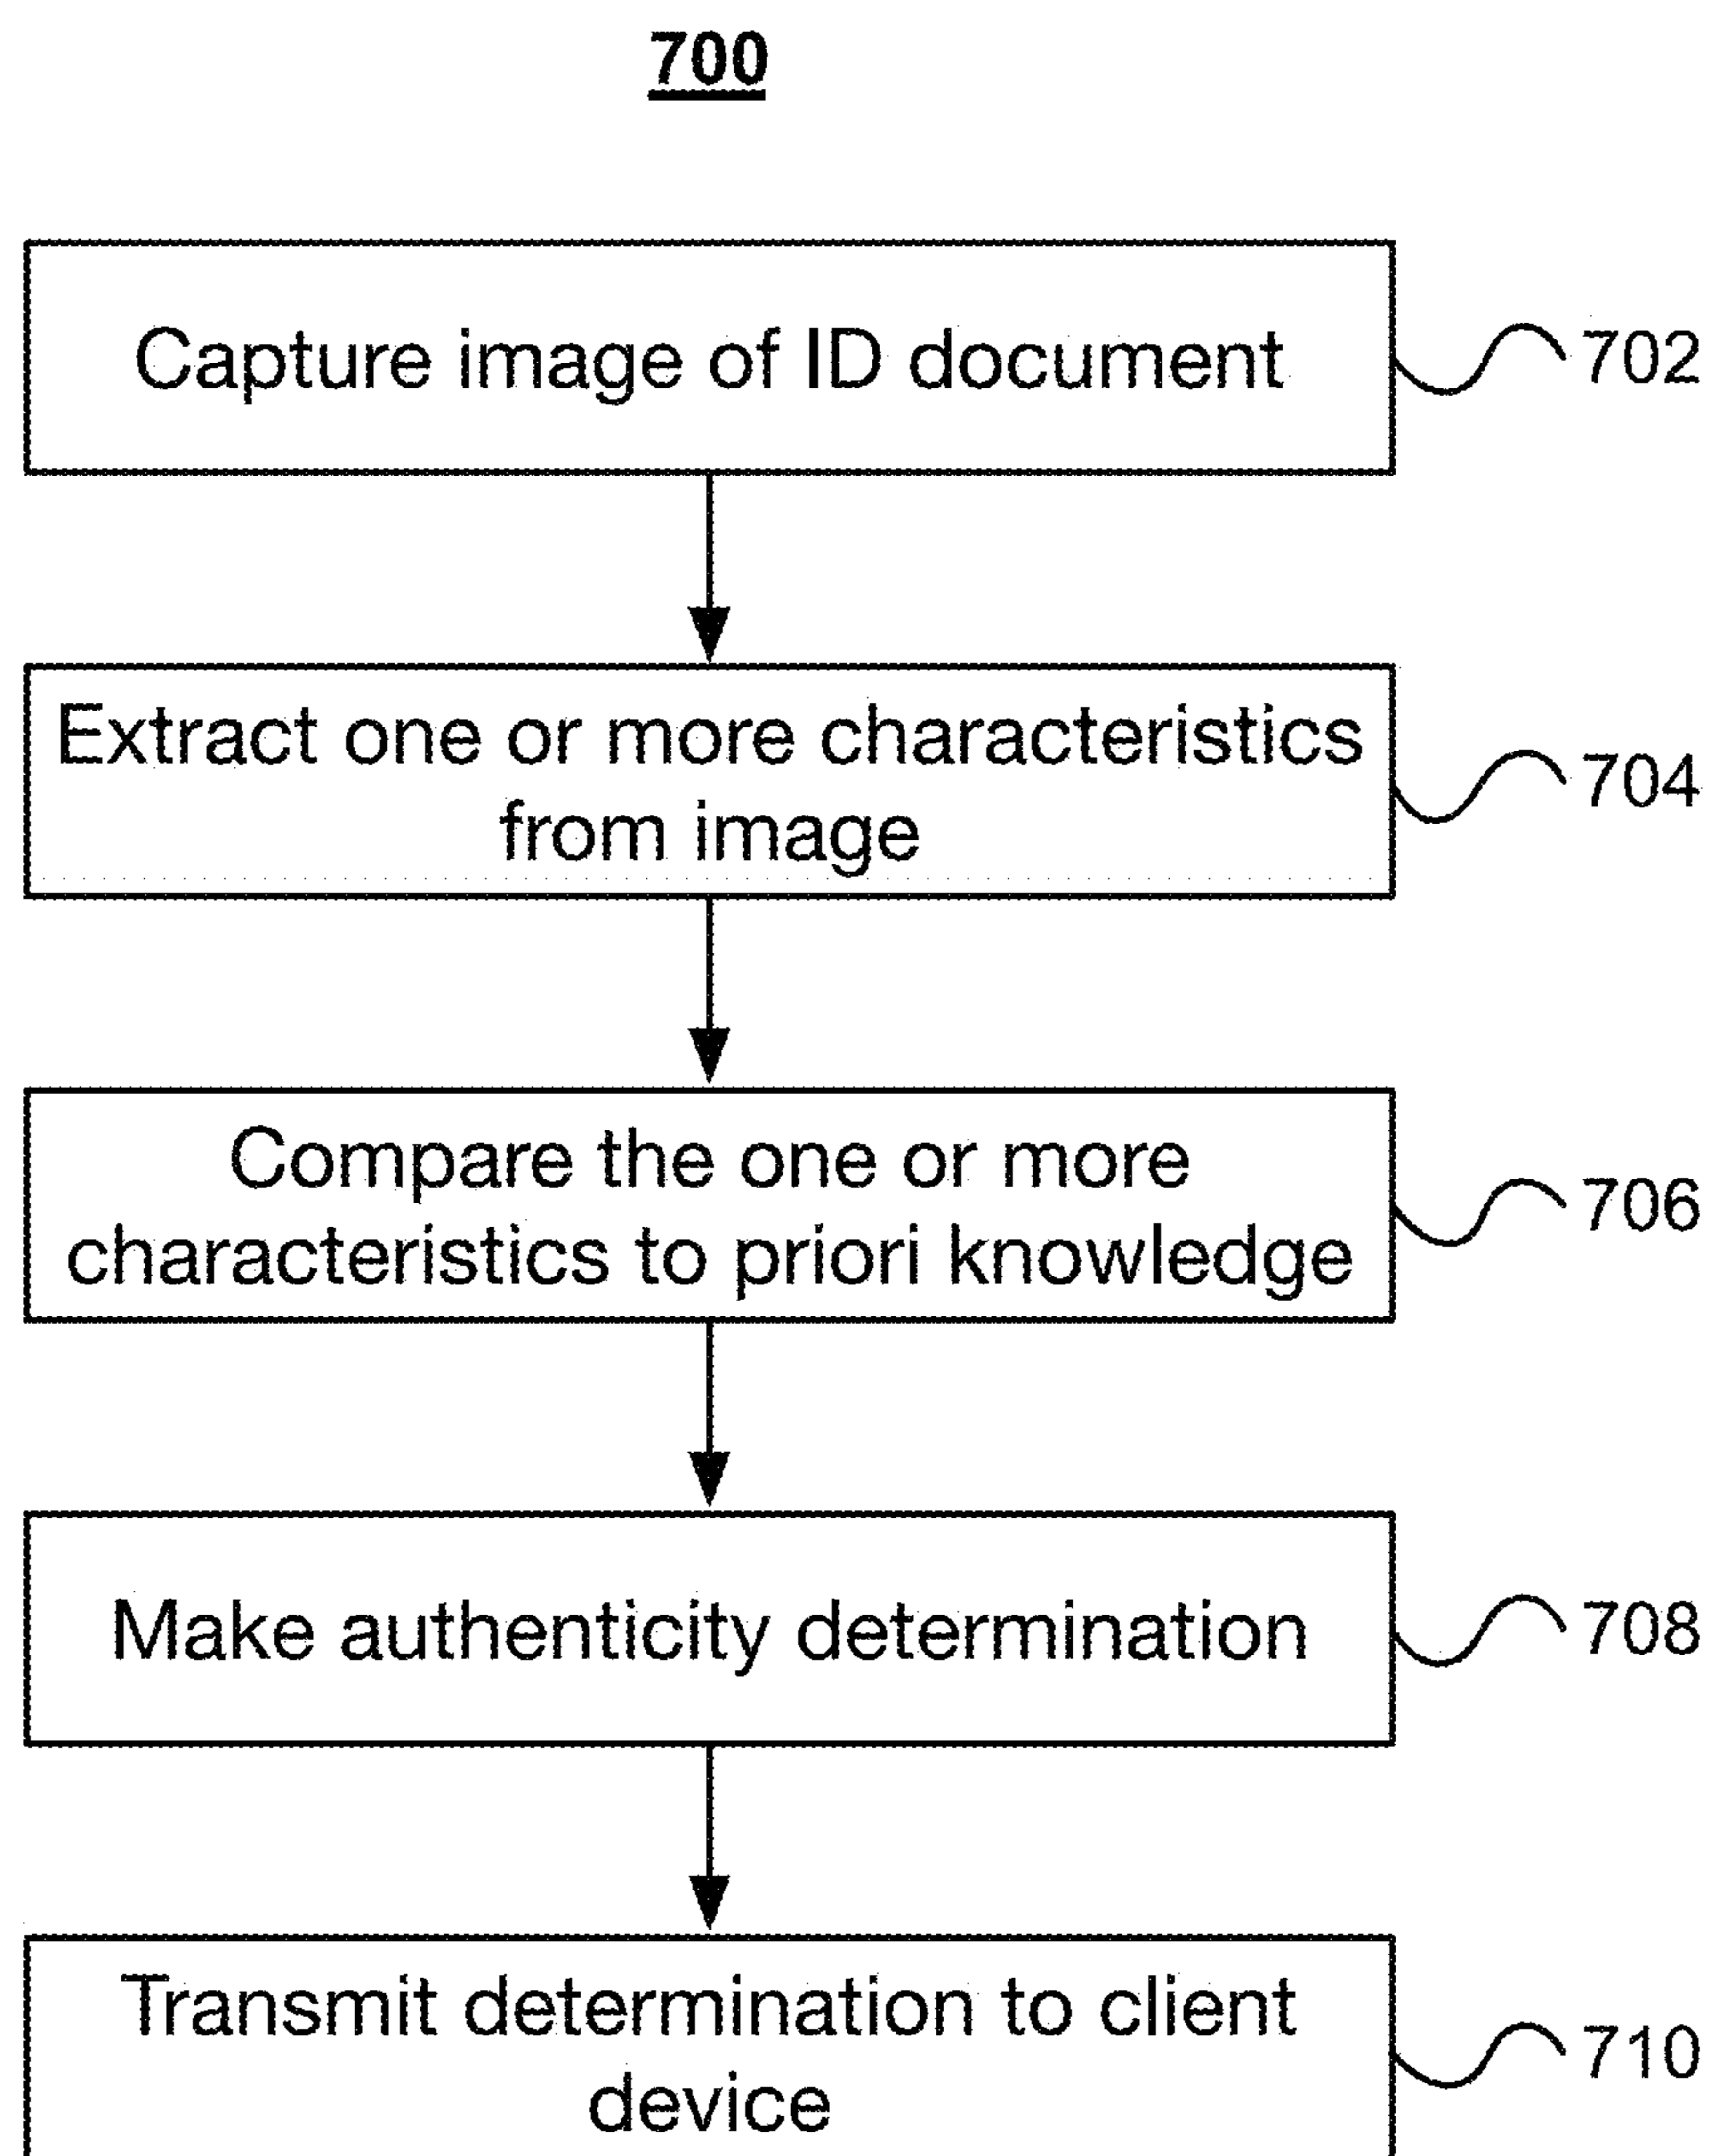 700
Capture image of ID document
702
Extract one or more characteristics
from image
704
Compare the one or more
characteristics to priori knowledge
706
Make authenticity determination
708
Transmit determination to client
device
710